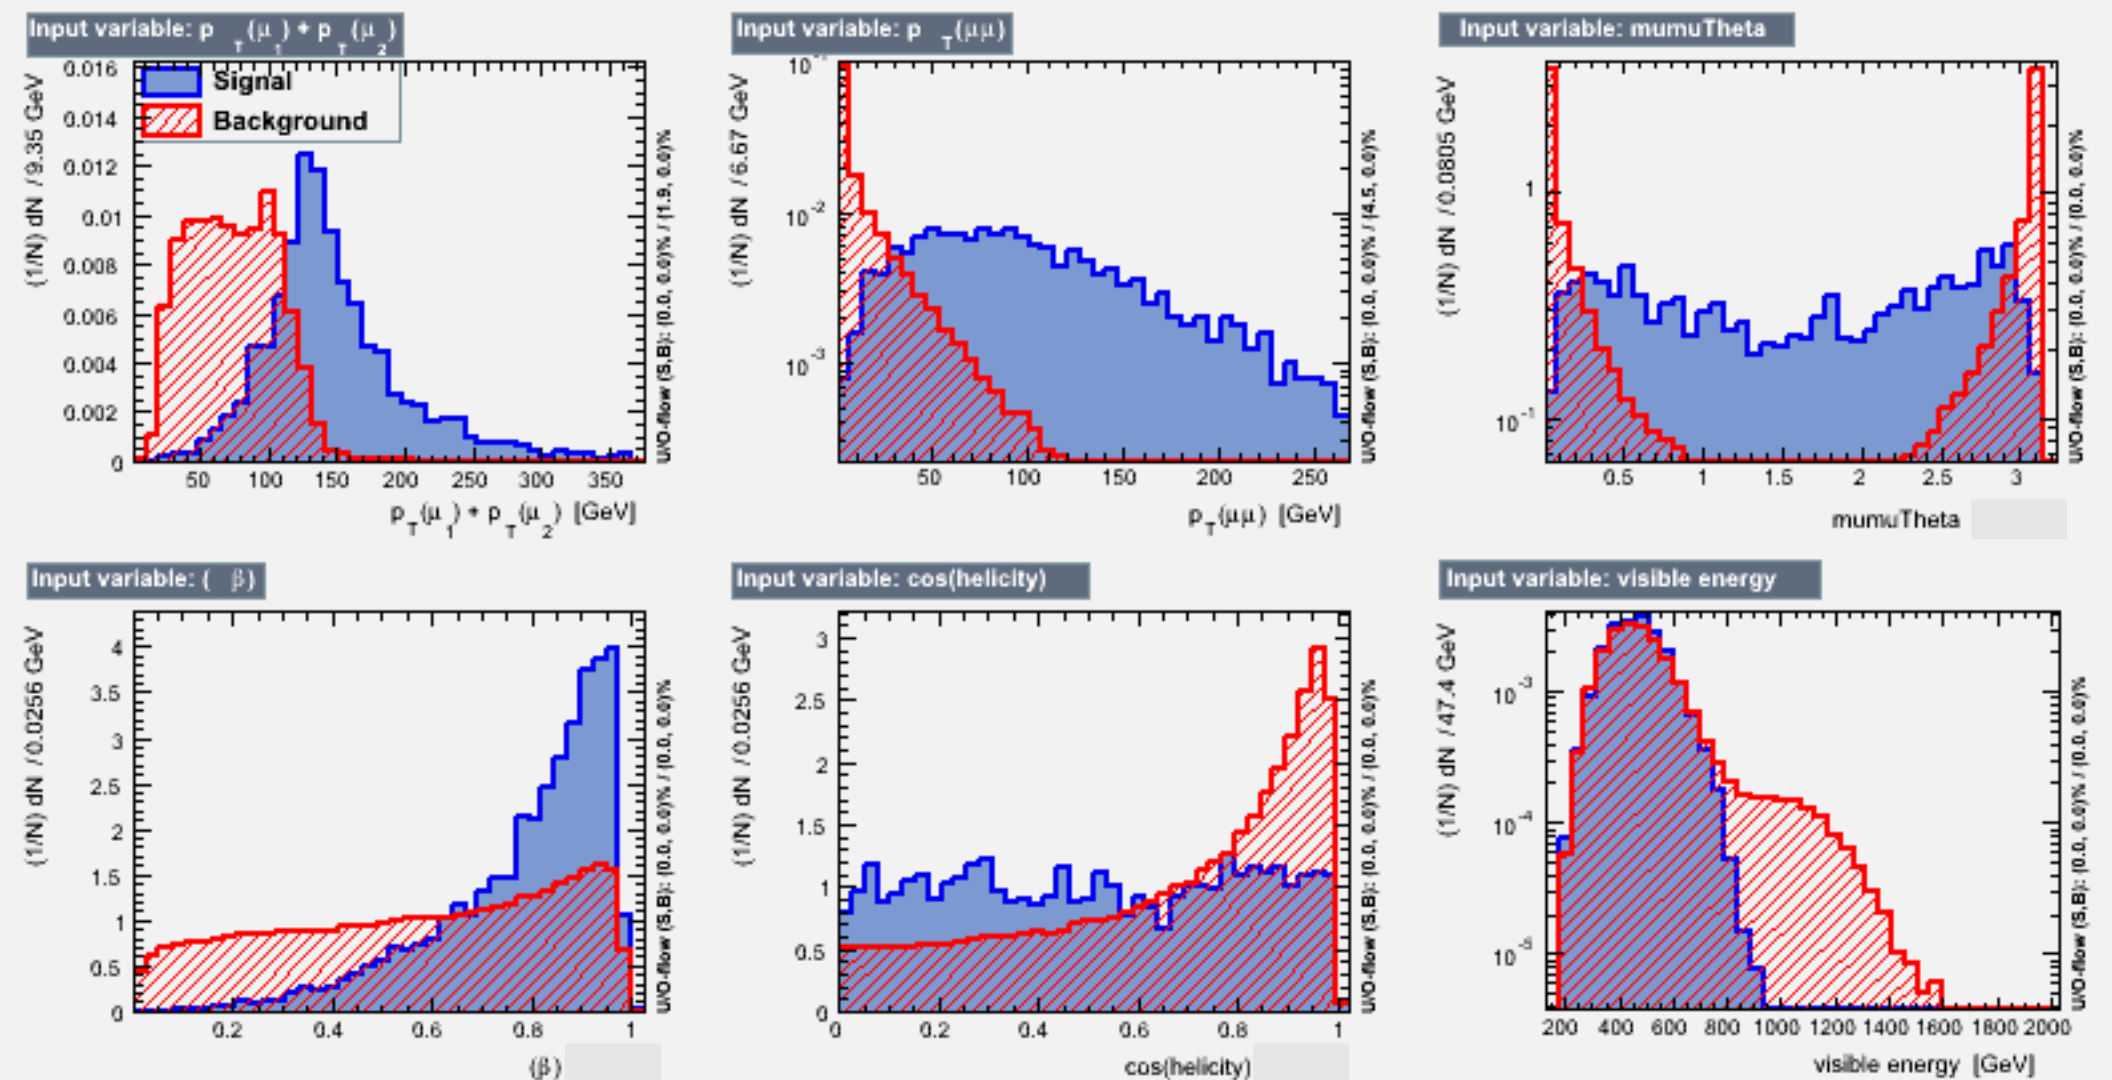 Input variable: p_T(μ_1) + p_T(μ_2)
Signal
Background
(1/N) dN / 9.35 GeV
0.016
0.014
0.012
0.01
0.008
0.006
0.004
0.002
0
50 100 150 200 250 300 350
p_T(μ_1) + p_T(μ_2) [GeV]
U/O-flow (S,B): (0.0, 0.0)% / (1.9, 0.0)%
Input variable: p_T(μμ)
(1/N) dN / 6.67 GeV
10^-1
10^-2
10^-3
50 100 150 200 250
p_T(μμ) [GeV]
U/O-flow (S,B): (0.0, 0.0)% / (4.5, 0.0)%
Input variable: mumuTheta
(1/N) dN / 0.0805 GeV
1
10^-1
0.5 1 1.5 2 2.5 3
mumuTheta
U/O-flow (S,B): (0.0, 0.0)% / (0.0, 0.0)%
Input variable: ( β)
(1/N) dN / 0.0256 GeV
4
3.5
3
2.5
2
1.5
1
0.5
0
0.2 0.4 0.6 0.8 1
(β)
U/O-flow (S,B): (0.0, 0.0)% / (0.0, 0.0)%
Input variable: cos(helicity)
(1/N) dN / 0.0256 GeV
3
2.5
2
1.5
1
0.5
0
0 0.2 0.4 0.6 0.8 1
cos(helicity)
U/O-flow (S,B): (0.0, 0.0)% / (0.0, 0.0)%
Input variable: visible energy
(1/N) dN / 47.4 GeV
10^-3
10^-4
10^-5
200 400 600 800 1000 1200 1400 1600 1800 2000
visible energy [GeV]
U/O-flow (S,B): (0.0, 0.0)% / (0.0, 0.0)%